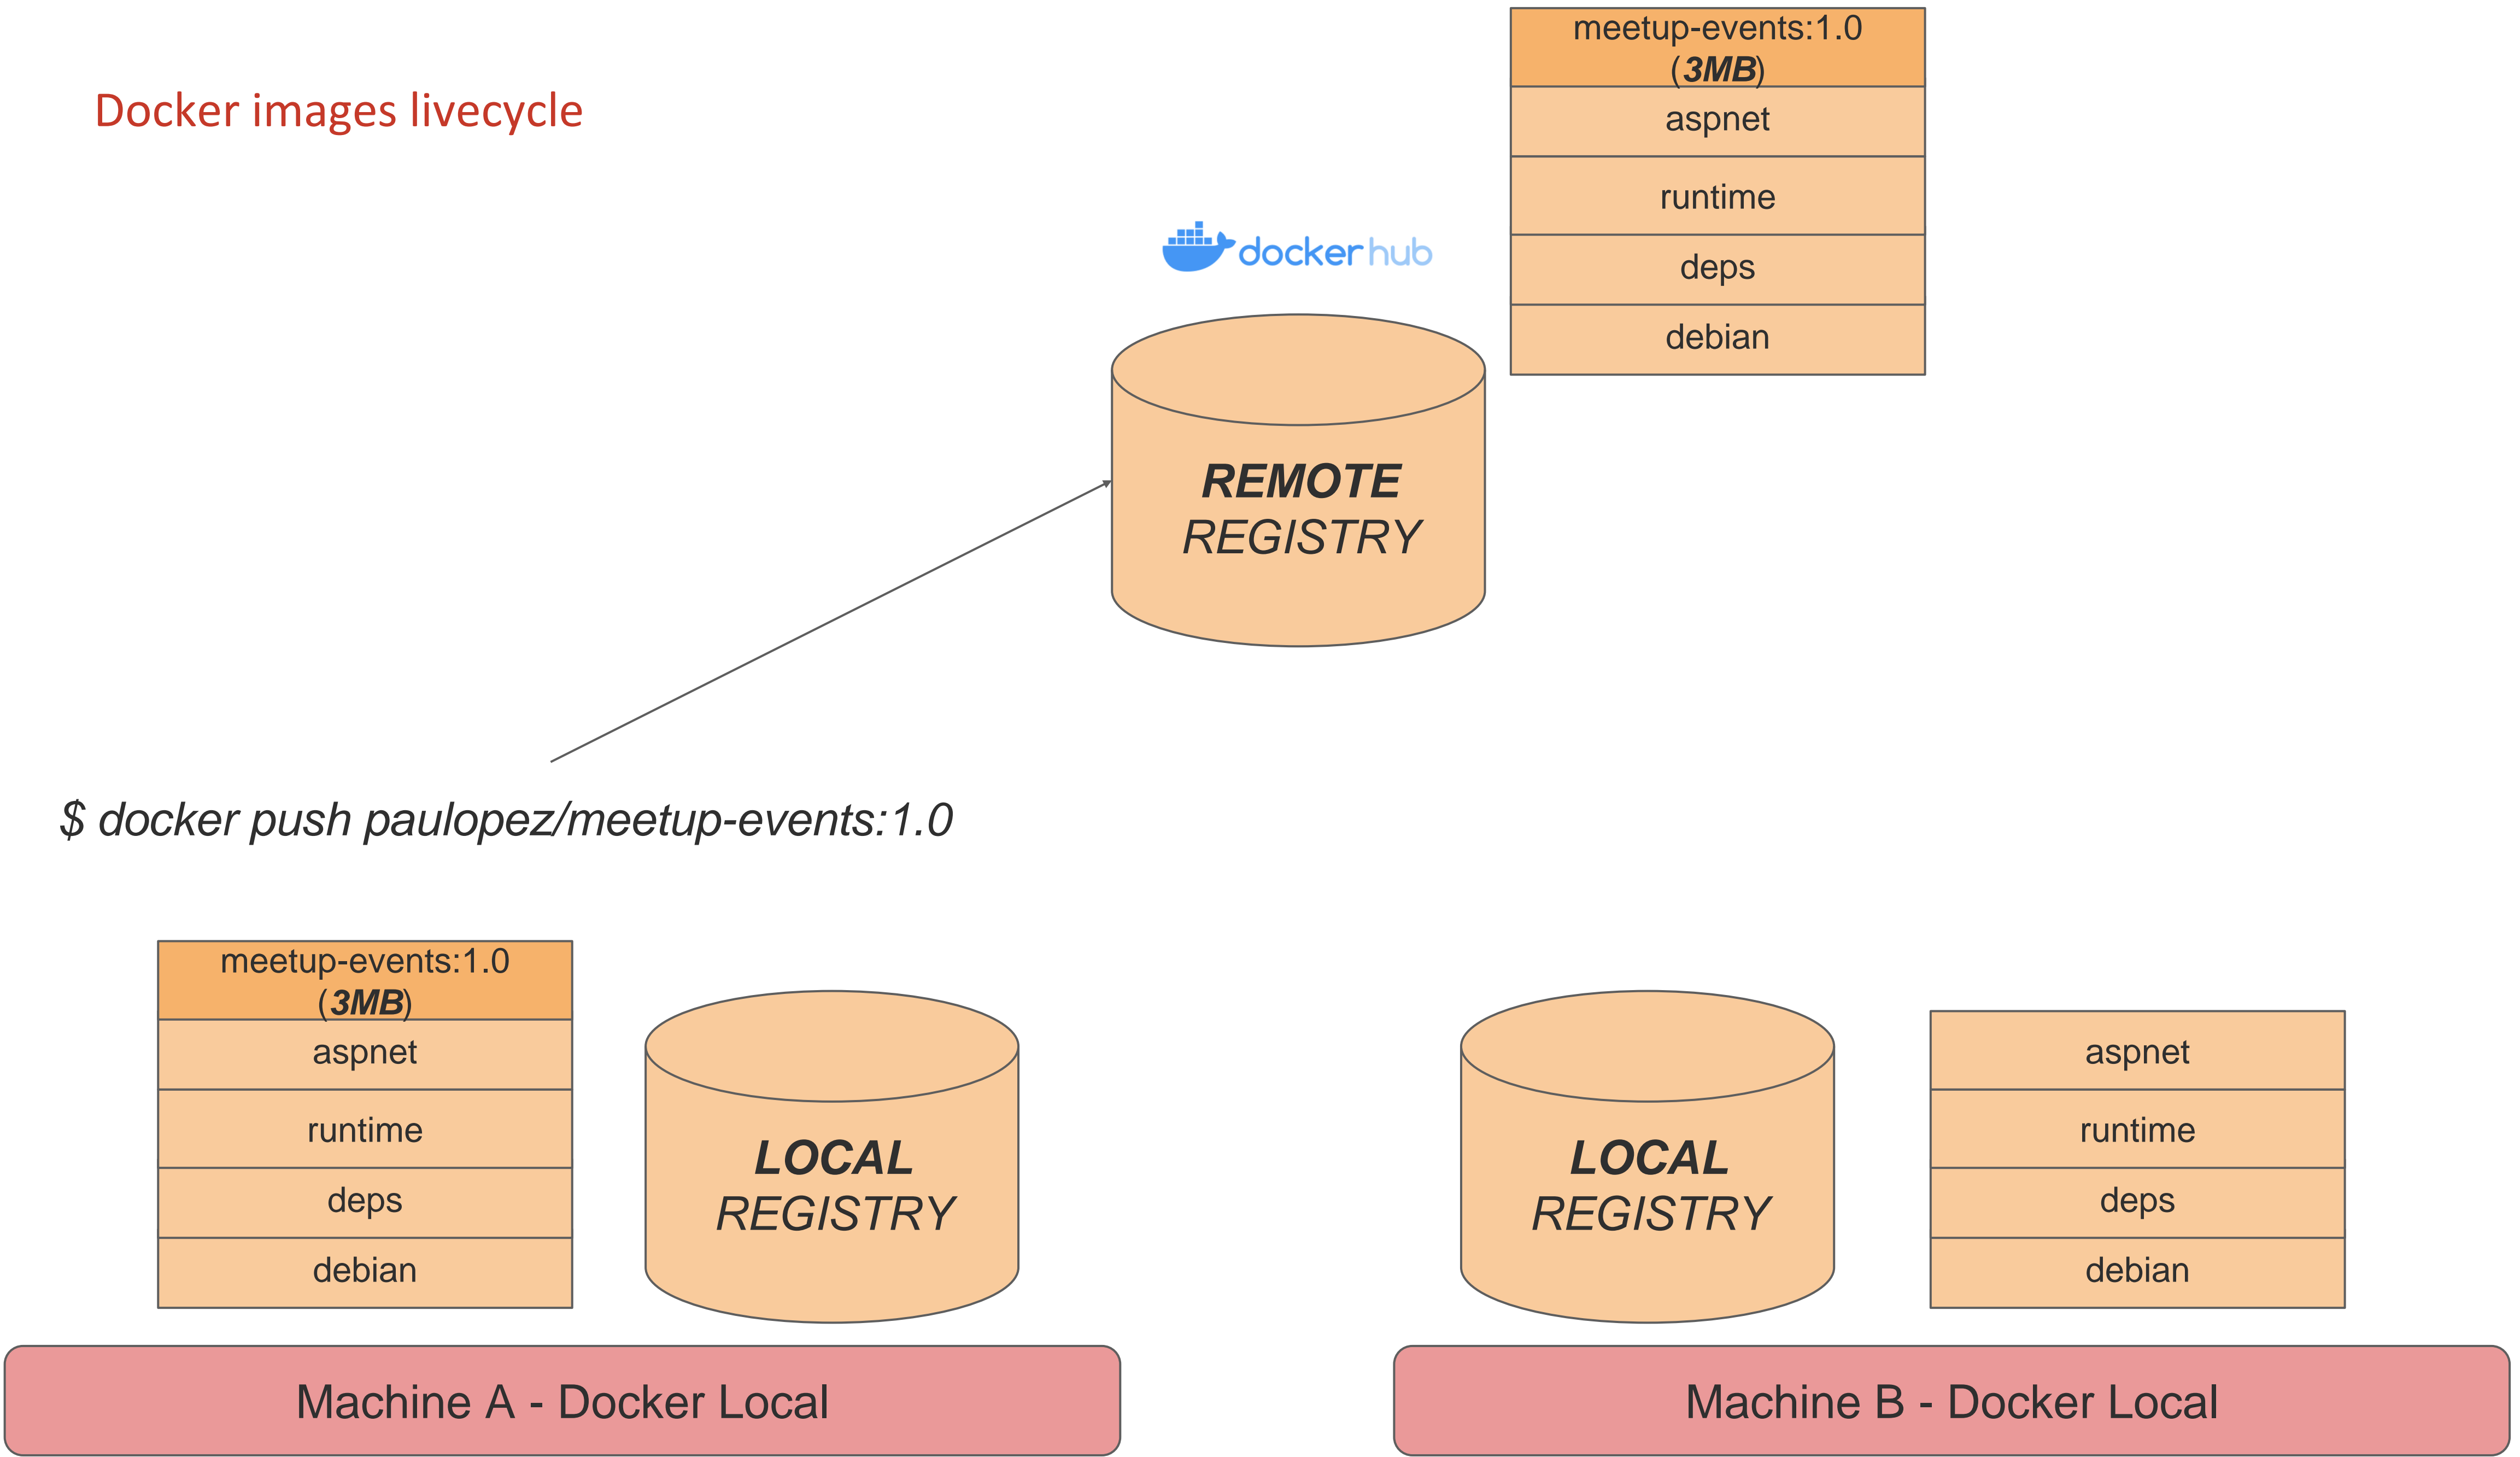 Docker images livecycle
meetup-events:1.0
(3MB)
aspnet
runtime
deps
debian
dockerhub
REMOTE
REGISTRY
$ docker push paulopez/meetup-events:1.0
meetup-events:1.0
(3MB)
aspnet
runtime
deps
debian
LOCAL
REGISTRY
LOCAL
REGISTRY
aspnet
runtime
deps
debian
Machine A - Docker Local
Machine B - Docker Local